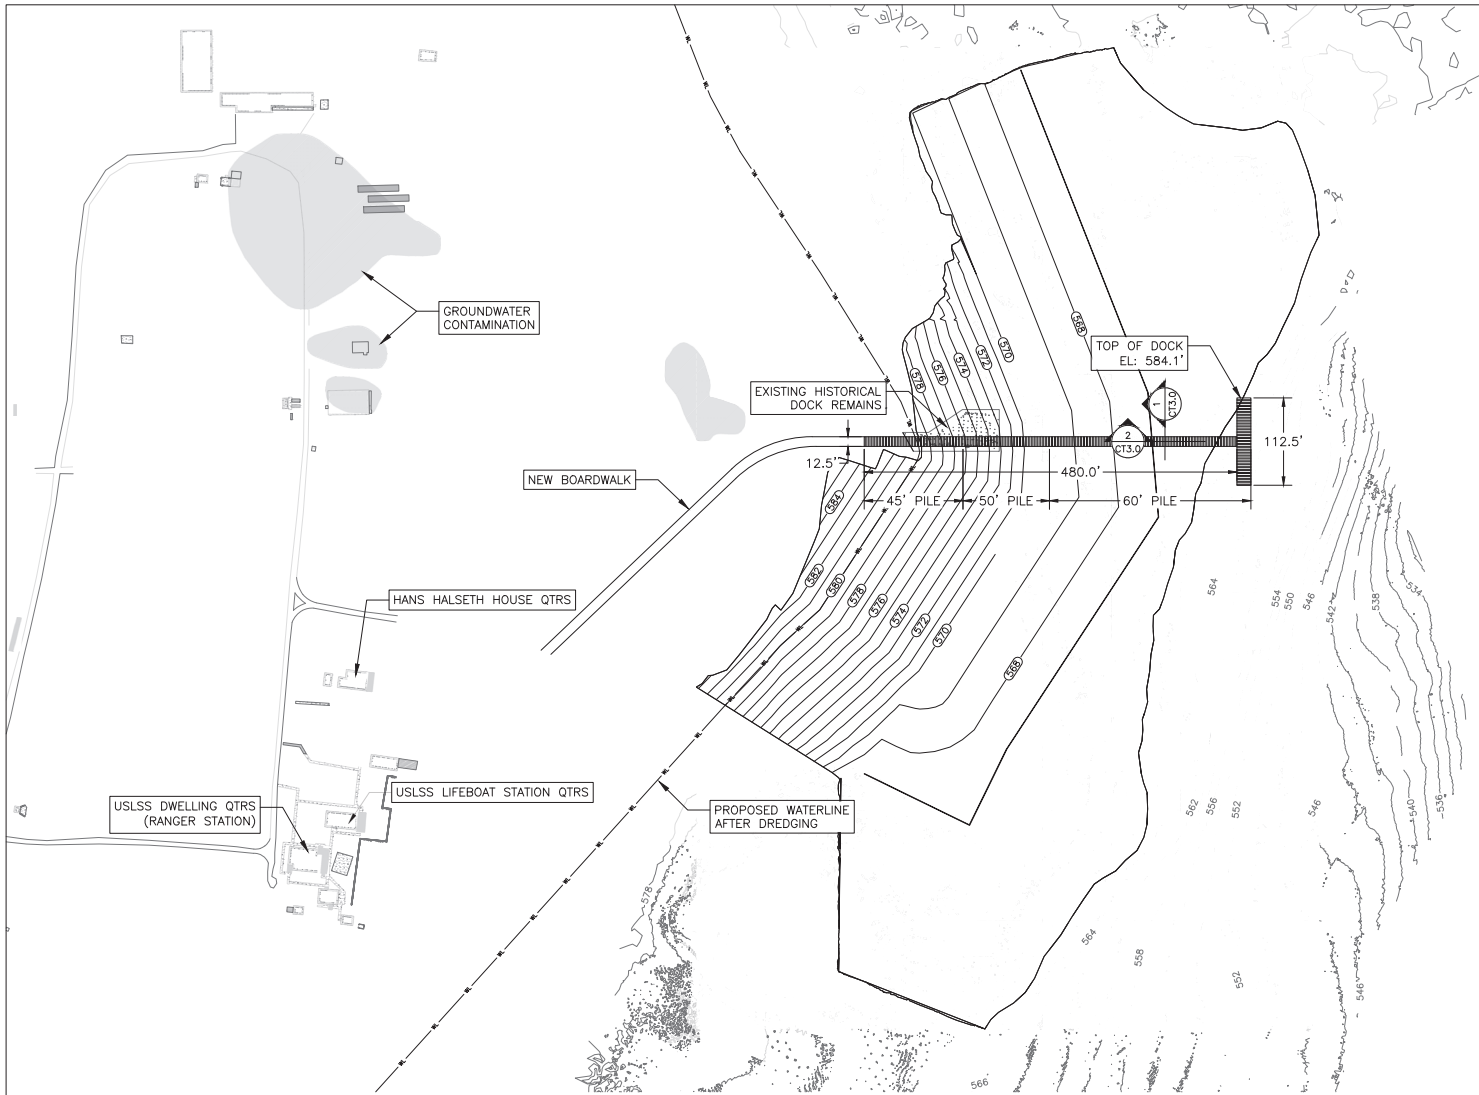 GROUNDWATER
CONTAMINATION
568
TOP OF DOCK
EL: 584.1'
570
572
574
576
578
EXISTING HISTORICAL
DOCK REMAINS
1
CT3.0
2
CT3.0
112.5'
12.5'
480.0'
NEW BOARDWALK
45' PILE
50' PILE
60' PILE
584
582
580
578
576
574
572
570
568
564
554
550
546
542
538
534
HANS HALSETH HOUSE QTRS
USLSS LIFEBOAT STATION QTRS
USLSS DWELLING QTRS
(RANGER STATION)
PROPOSED WATERLINE
AFTER DREDGING
562
556
552
546
540
536
578
564
558
552
546
566